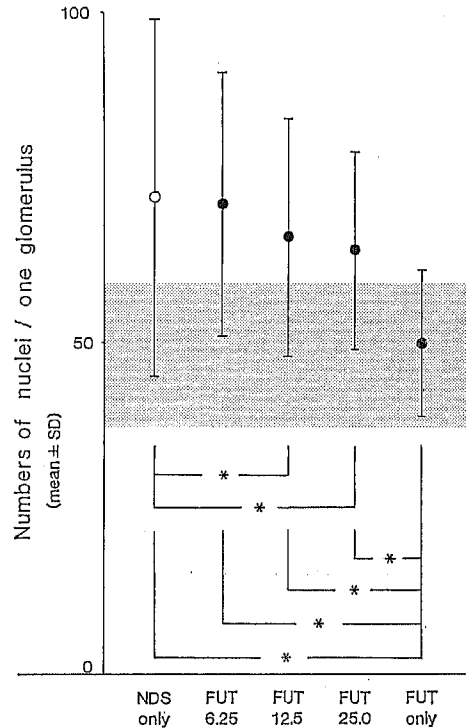 100
50
0
Numbers of nuclei / one glomerulus
(mean ± SD)
*
*
*
*
*
*
NDS only
FUT 6.25
FUT 12.5
FUT 25.0
FUT only